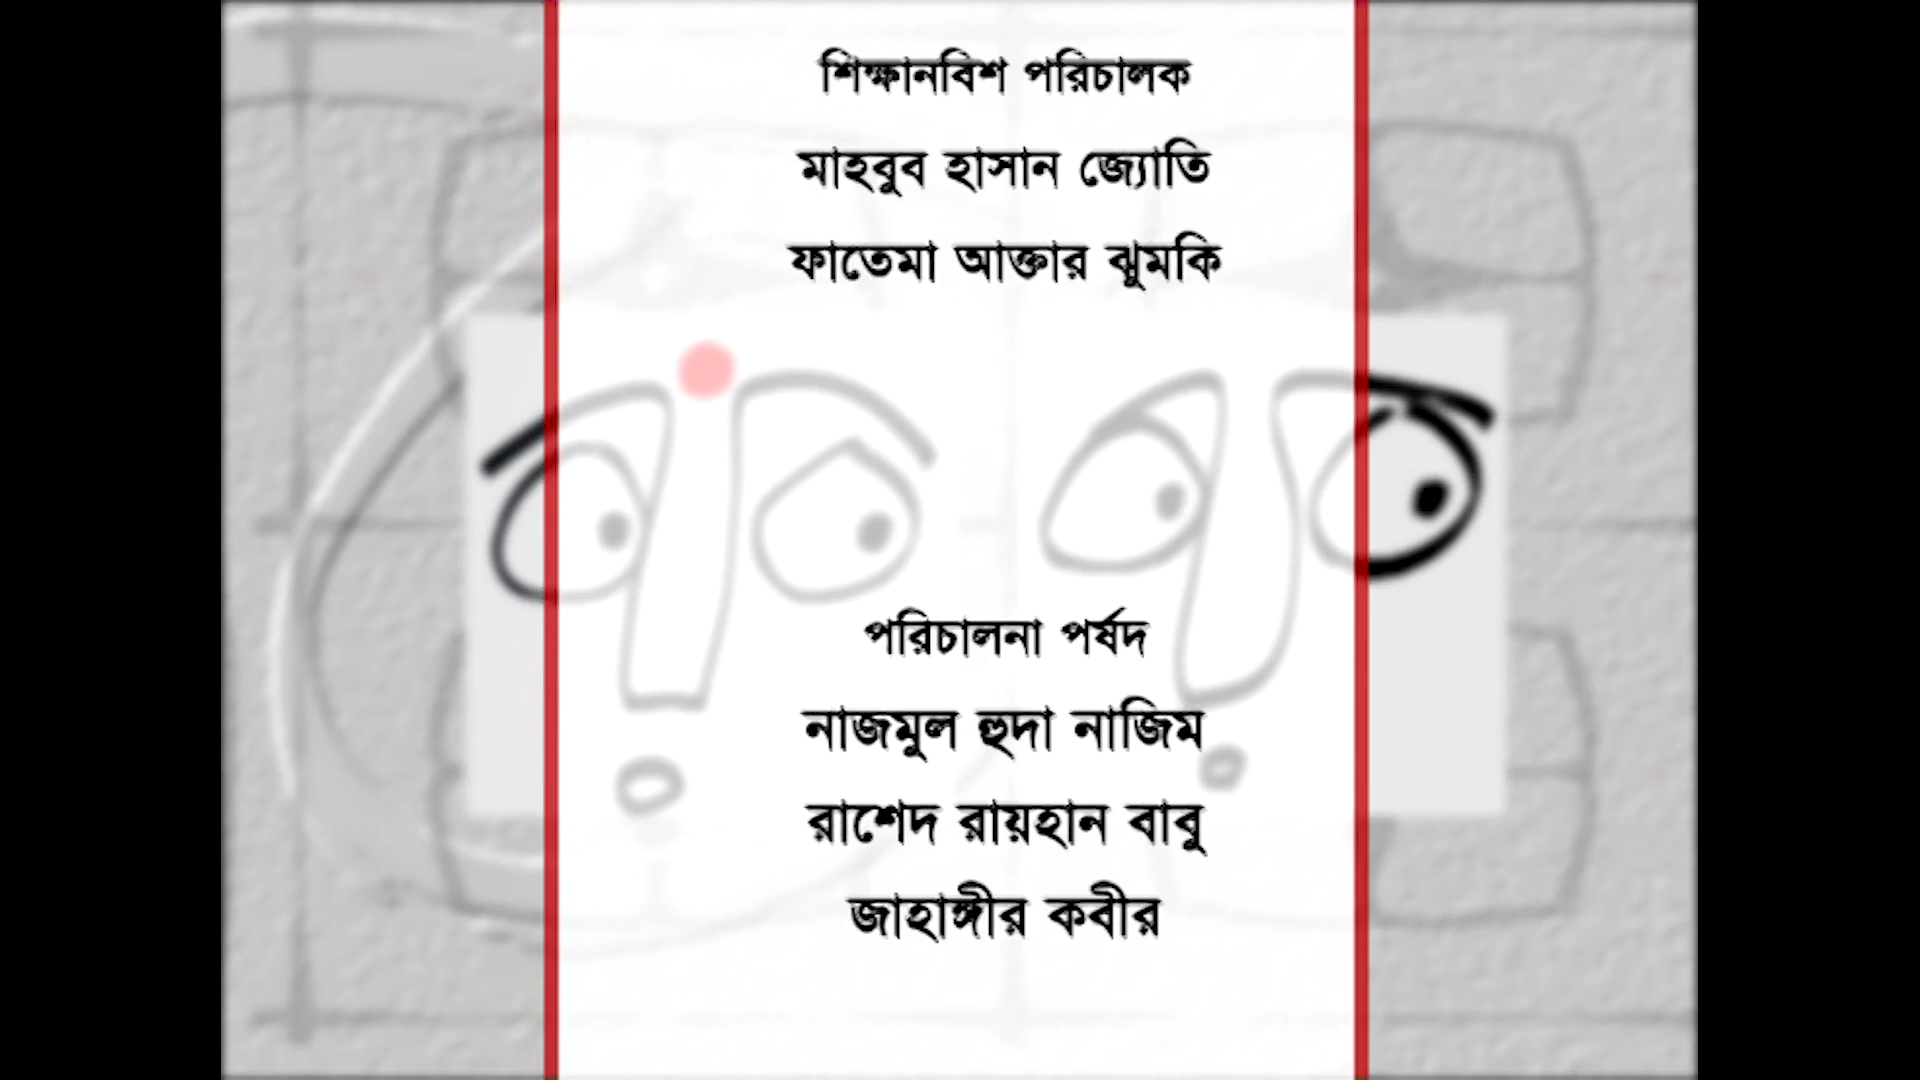 শিক্ষানবিশ পরিচালক
মাহবুব হাসান জ্যোতি
ফাতেমা আক্তার ঝুমকি
পরিচালনা পর্ষদ
নাজমুল হুদা নাজিম
রাশেদ রায়হান বাবু
জাহাঙ্গীর কবীর